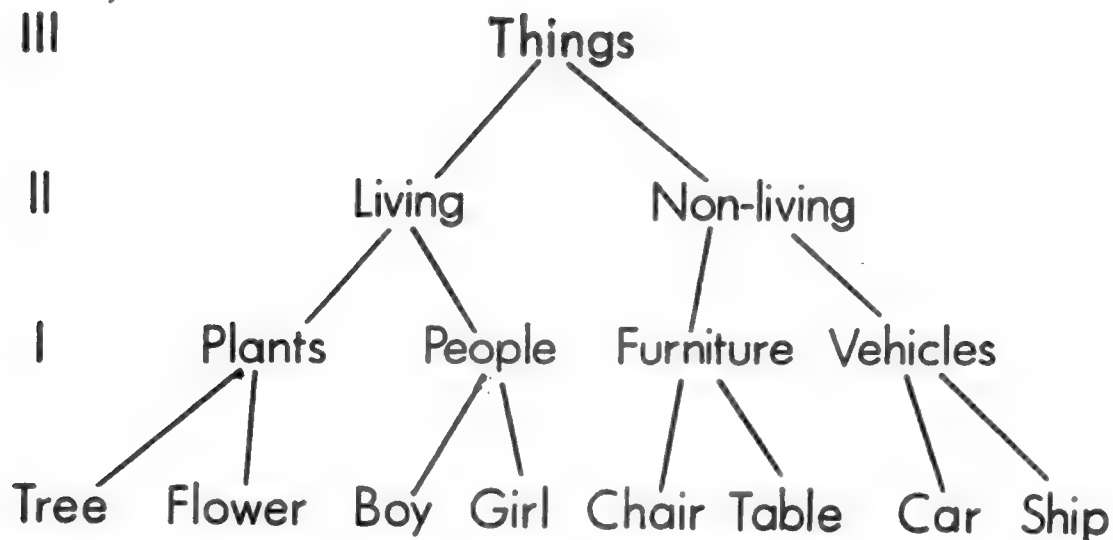 III Things
II Living Non-living
I Plants People Furniture Vehicles
Tree Flower Boy Girl Chair Table Car Ship